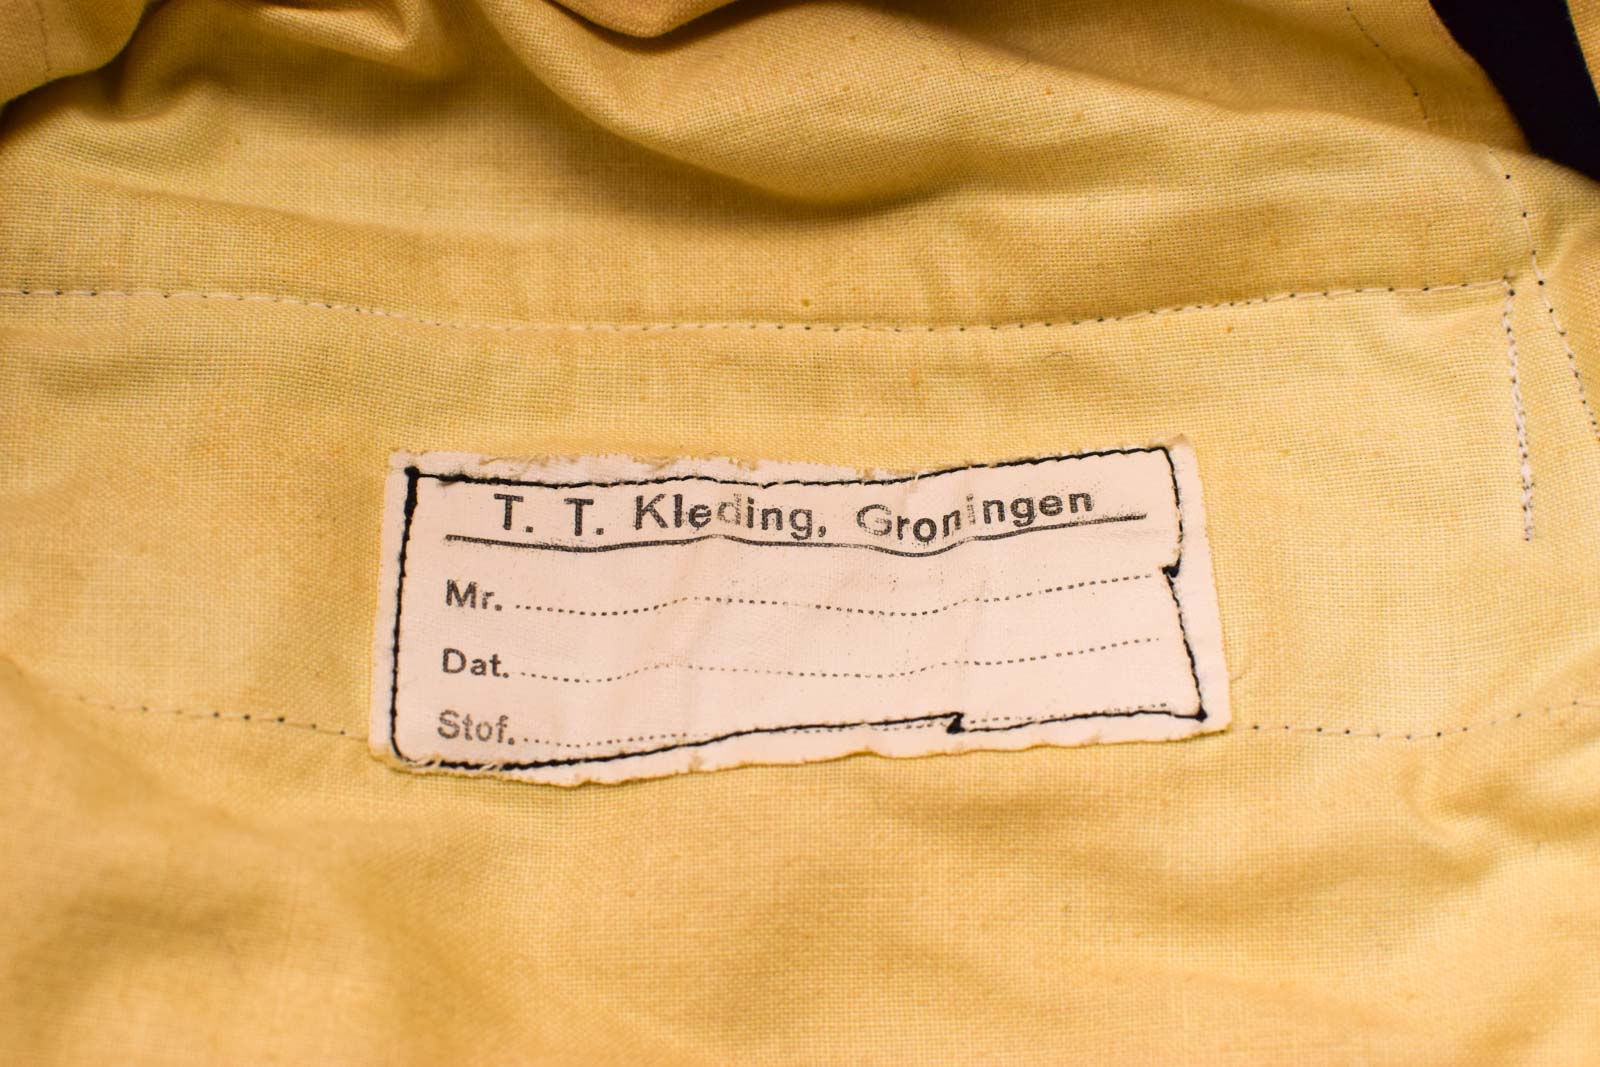 T. T. Kleding, Groningen
Mr.
Dat.
Stof.